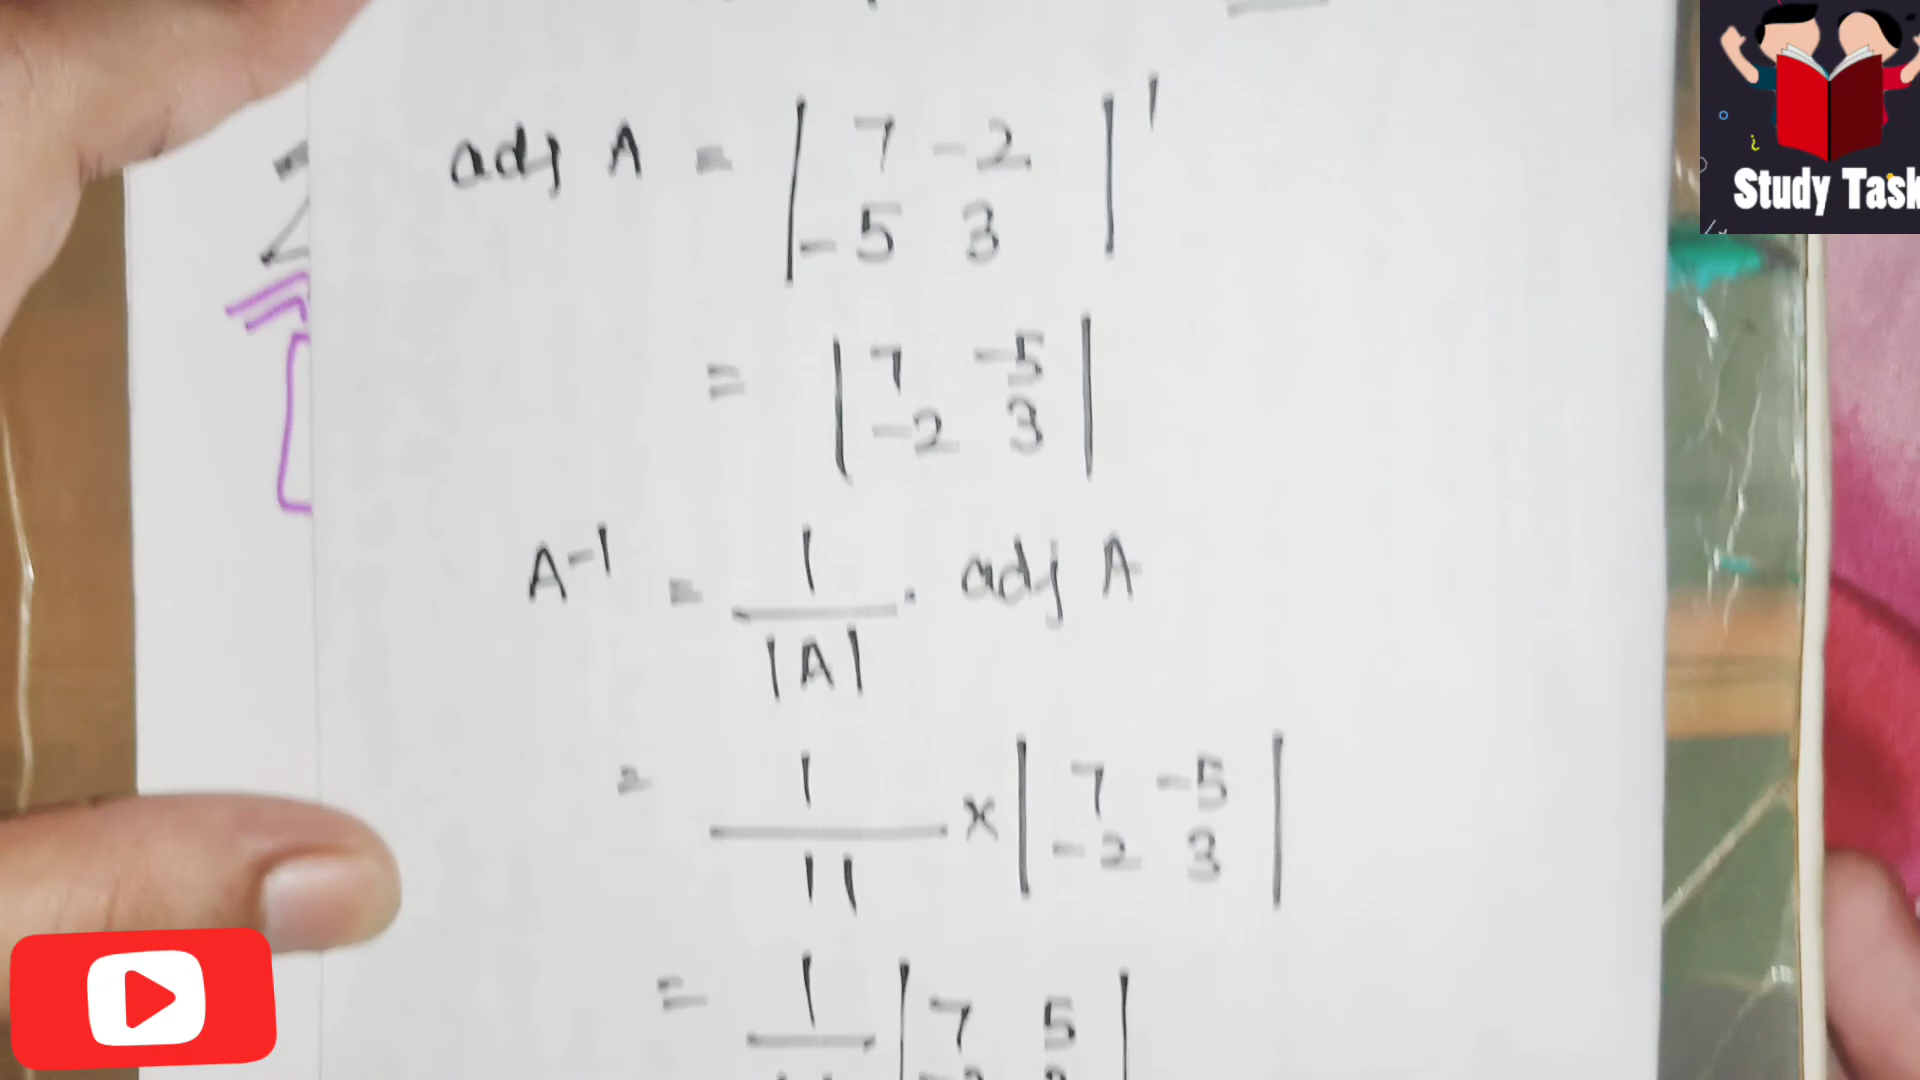 adj A = | 7 -2 |'
| -5 3 |
= | 7 -5 |
| -2 3 |
A-1 = 1 . adj A
|A|
= 1 × | 7 -5 |
11 | -2 3 |
= 1 | 7 5 |
Study Task